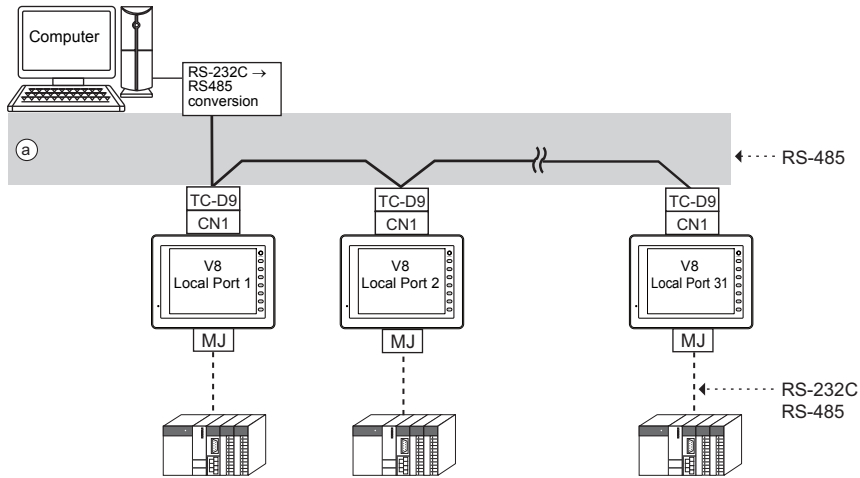 Computer
RS-232C →
RS485
conversion
a
RS-485
TC-D9
CN1
V8
Local Port 1
MJ
TC-D9
CN1
V8
Local Port 2
MJ
TC-D9
CN1
V8
Local Port 31
MJ
RS-232C
RS-485